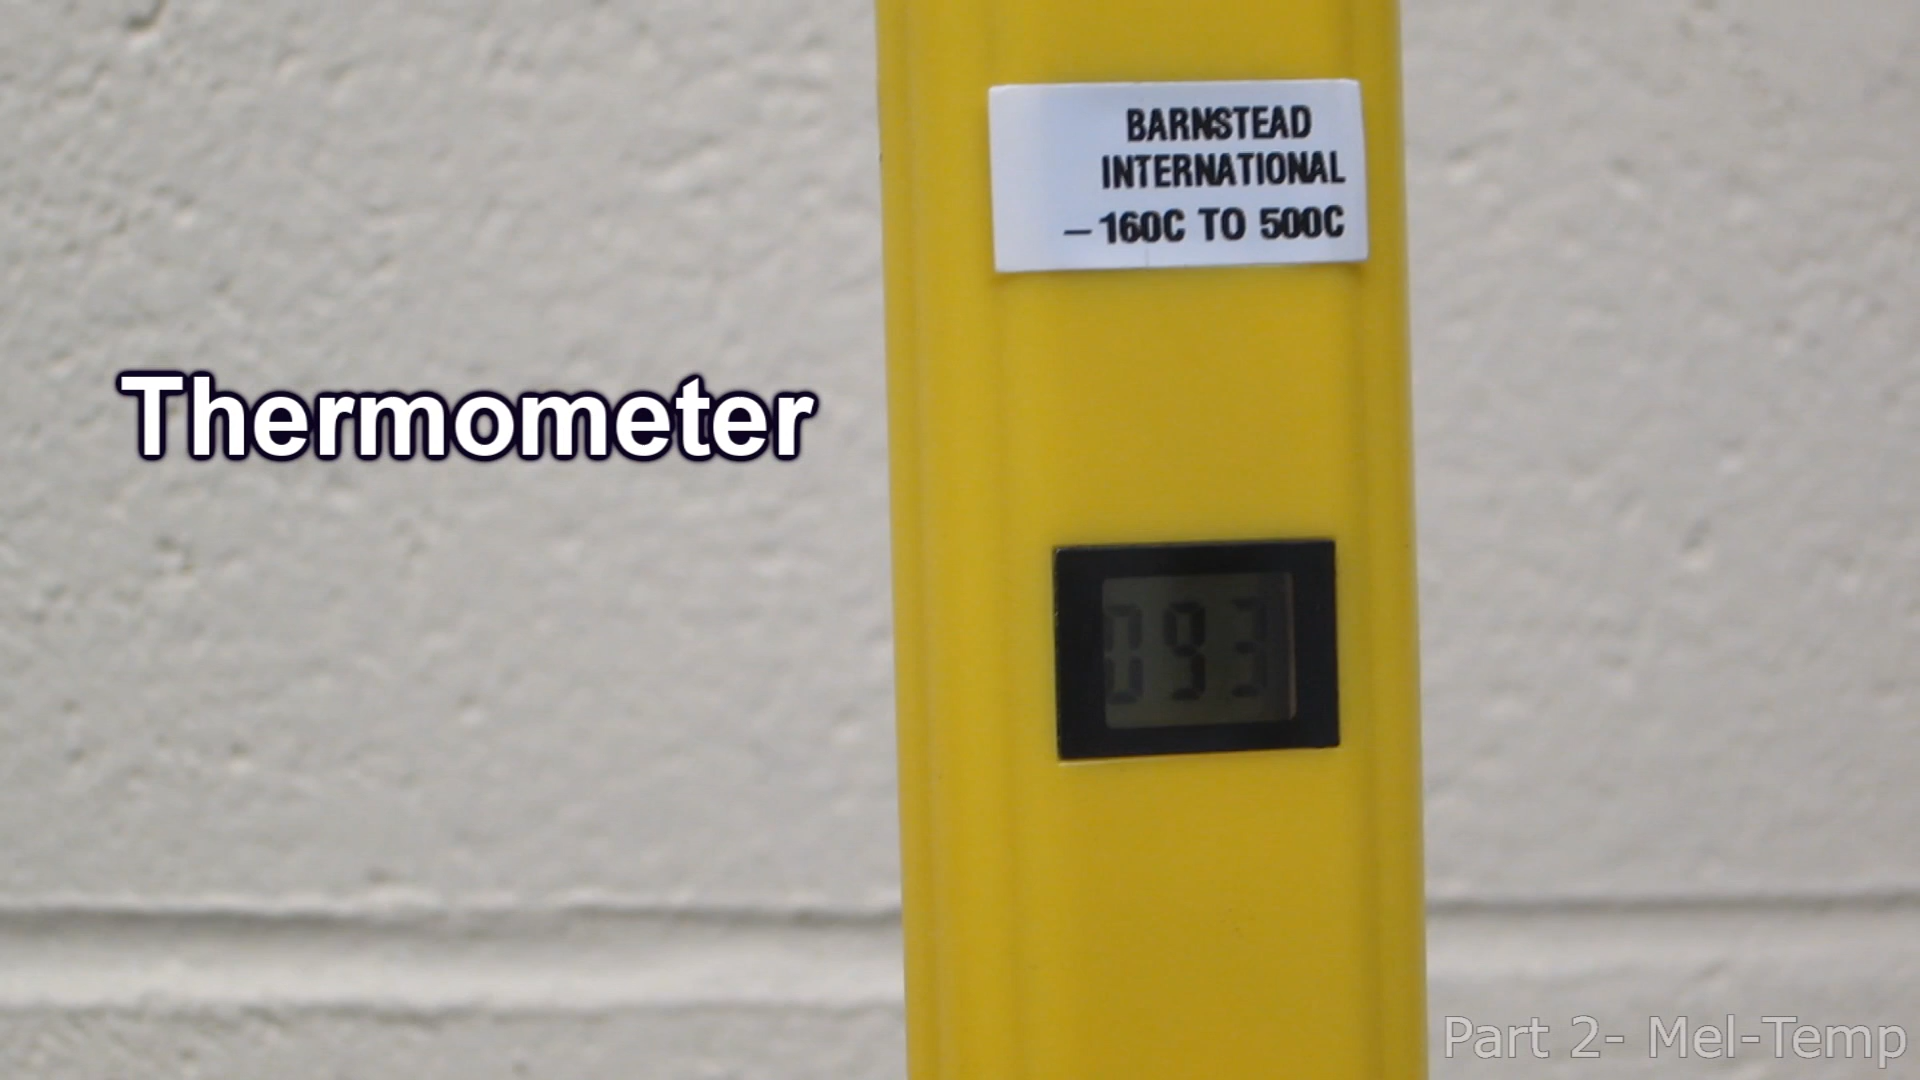 BARNSTEAD
INTERNATIONAL
– 160C TO 500C
Thermometer
093
Part 2- Mel-Temp